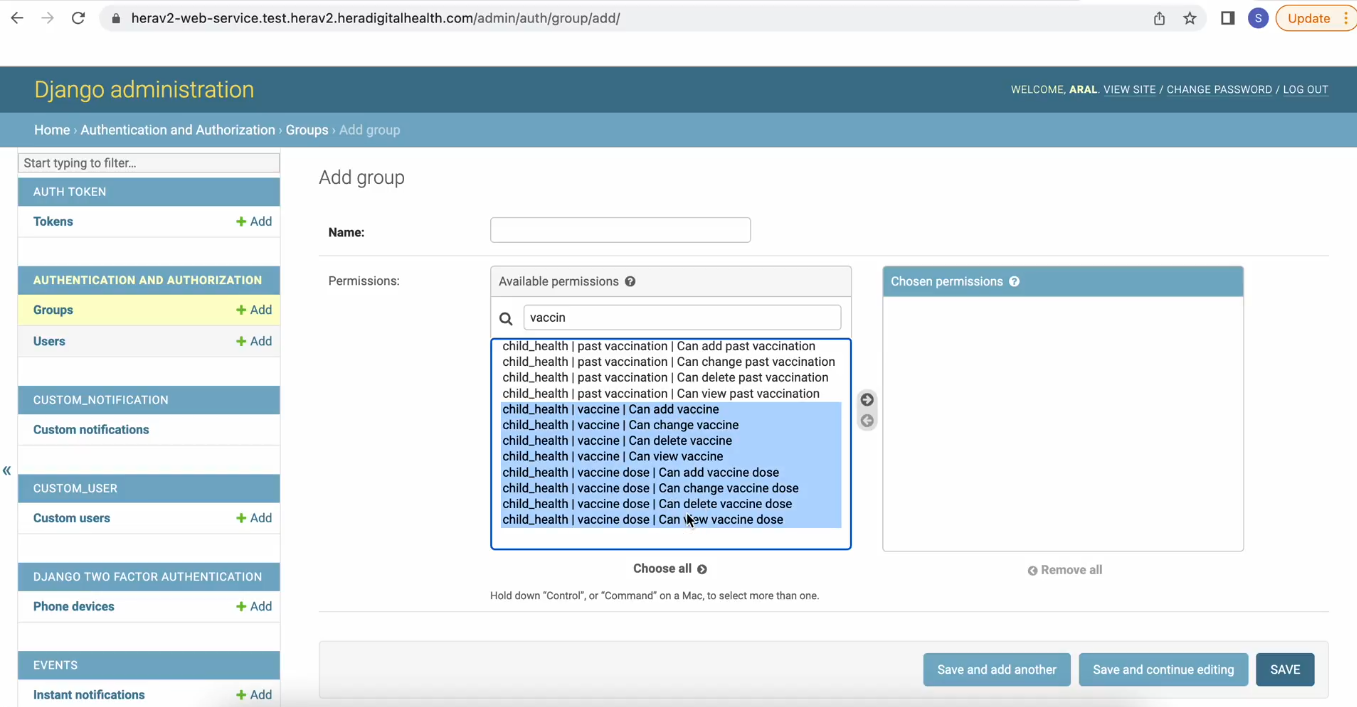 herav2-web-service.test.herav2.heradigitalhealth.com/admin/auth/group/add/
S
Update
Django administration
WELCOME, ARAL. VIEW SITE / CHANGE PASSWORD / LOG OUT
Home › Authentication and Authorization › Groups › Add group
Start typing to filter...
AUTH TOKEN
Tokens + Add
AUTHENTICATION AND AUTHORIZATION
Groups + Add
Users + Add
CUSTOM_NOTIFICATION
Custom notifications
«
CUSTOM_USER
Custom users + Add
DJANGO TWO FACTOR AUTHENTICATION
Phone devices + Add
EVENTS
Instant notifications + Add
Add group
Name:
Permissions:
Available permissions ?
vaccin
child_health | past vaccination | Can add past vaccination
child_health | past vaccination | Can change past vaccination
child_health | past vaccination | Can delete past vaccination
child_health | past vaccination | Can view past vaccination
child_health | vaccine | Can add vaccine
child_health | vaccine | Can change vaccine
child_health | vaccine | Can delete vaccine
child_health | vaccine | Can view vaccine
child_health | vaccine dose | Can add vaccine dose
child_health | vaccine dose | Can change vaccine dose
child_health | vaccine dose | Can delete vaccine dose
child_health | vaccine dose | Can view vaccine dose
Choose all
Hold down “Control”, or “Command” on a Mac, to select more than one.
Chosen permissions ?
Remove all
Save and add another
Save and continue editing
SAVE